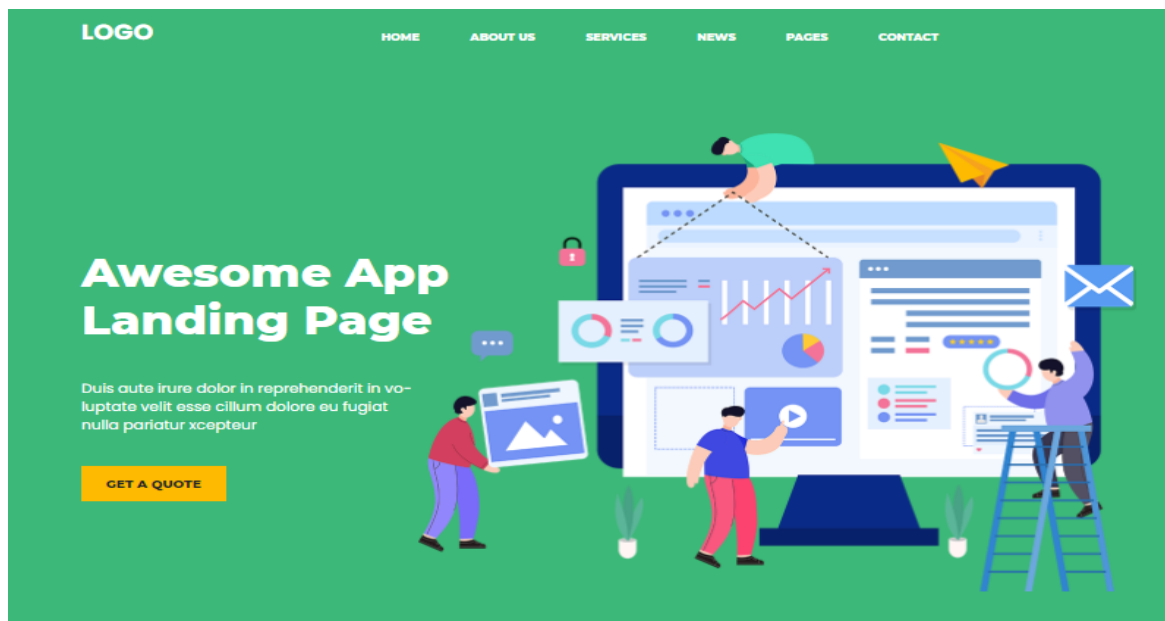 LOGO
HOME ABOUT US SERVICES NEWS PAGES CONTACT
Awesome App
Landing Page
Duis aute irure dolor in reprehenderit in vo-
luptate velit esse cillum dolore eu fugiat
nulla pariatur xcepteur
GET A QUOTE